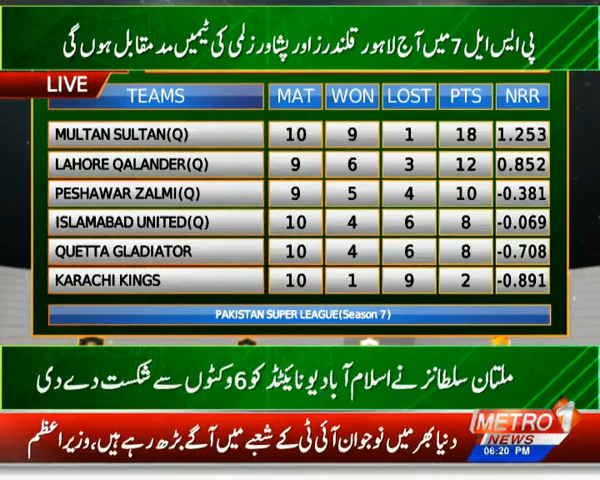 پی ایس ایل 7 میں آج لاہور قلندرز اور پشاور زلمی کی ٹیمیں مد مقابل ہوں گی
LIVE
TEAMS MAT WON LOST PTS NRR
MULTAN SULTAN(Q) 10 9 1 18 1.253
LAHORE QALANDER(Q) 9 6 3 12 0.852
PESHAWAR ZALMI(Q) 9 5 4 10 -0.381
ISLAMABAD UNITED(Q) 10 4 6 8 -0.069
QUETTA GLADIATOR 10 4 6 8 -0.708
KARACHI KINGS 10 1 9 2 -0.891
PAKISTAN SUPER LEAGUE(Season 7)
ملتان سلطانز نے اسلام آباد یونائیٹڈ کو 6 وکٹوں سے شکست دے دی
دنیا بھر میں نوجوان آئی ٹی کے شعبے میں آگے بڑھ رہے ہیں، وزیراعظم
METRO 1
NEWS
06:20 PM